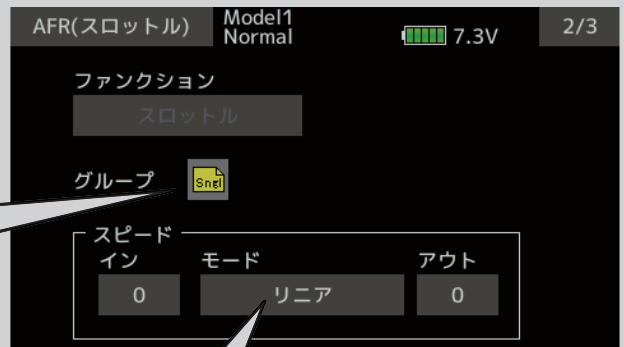 AFR(スロットル) Model1 Normal 7.3V 2/3
ファンクション
スロットル
グループ Sngl
スピード
イン モード アウト
0 リニア 0